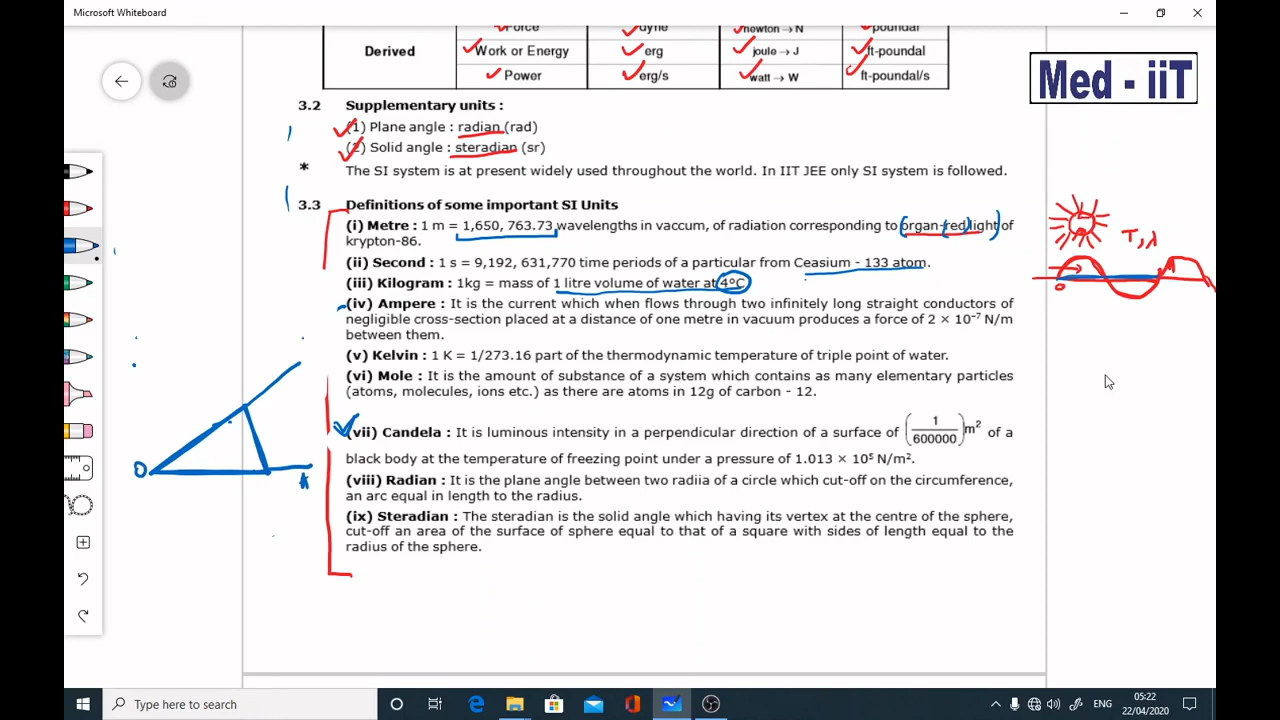 Microsoft Whiteboard
Force dyne newton → N poundal
Derived Work or Energy erg joule → J ft-poundal
Power erg/s watt → W ft-poundal/s
Med - iiT
3.2 Supplementary units :
(1) Plane angle : radian (rad)
(2) Solid angle : steradian (sr)
* The SI system is at present widely used throughout the world. In IIT JEE only SI system is followed.
3.3 Definitions of some important SI Units
(i) Metre : 1 m = 1,650, 763.73 wavelengths in vaccum, of radiation corresponding to organ-red light of
krypton-86.
(ii) Second : 1 s = 9,192, 631,770 time periods of a particular from Ceasium - 133 atom.
(iii) Kilogram : 1kg = mass of 1 litre volume of water at 4°C
(iv) Ampere : It is the current which when flows through two infinitely long straight conductors of
negligible cross-section placed at a distance of one metre in vacuum produces a force of 2 × 10⁻⁷ N/m
between them.
(v) Kelvin : 1 K = 1/273.16 part of the thermodynamic temperature of triple point of water.
(vi) Mole : It is the amount of substance of a system which contains as many elementary particles
(atoms, molecules, ions etc.) as there are atoms in 12g of carbon - 12.
(vii) Candela : It is luminous intensity in a perpendicular direction of a surface of (1/600000) m² of a
black body at the temperature of freezing point under a pressure of 1.013 × 10⁵ N/m².
(viii) Radian : It is the plane angle between two radiia of a circle which cut-off on the circumference,
an arc equal in length to the radius.
(ix) Steradian : The steradian is the solid angle which having its vertex at the centre of the sphere,
cut-off an area of the surface of sphere equal to that of a square with sides of length equal to the
radius of the sphere.
T, λ
O
O
A
Type here to search
ENG
05:22
22/04/2020